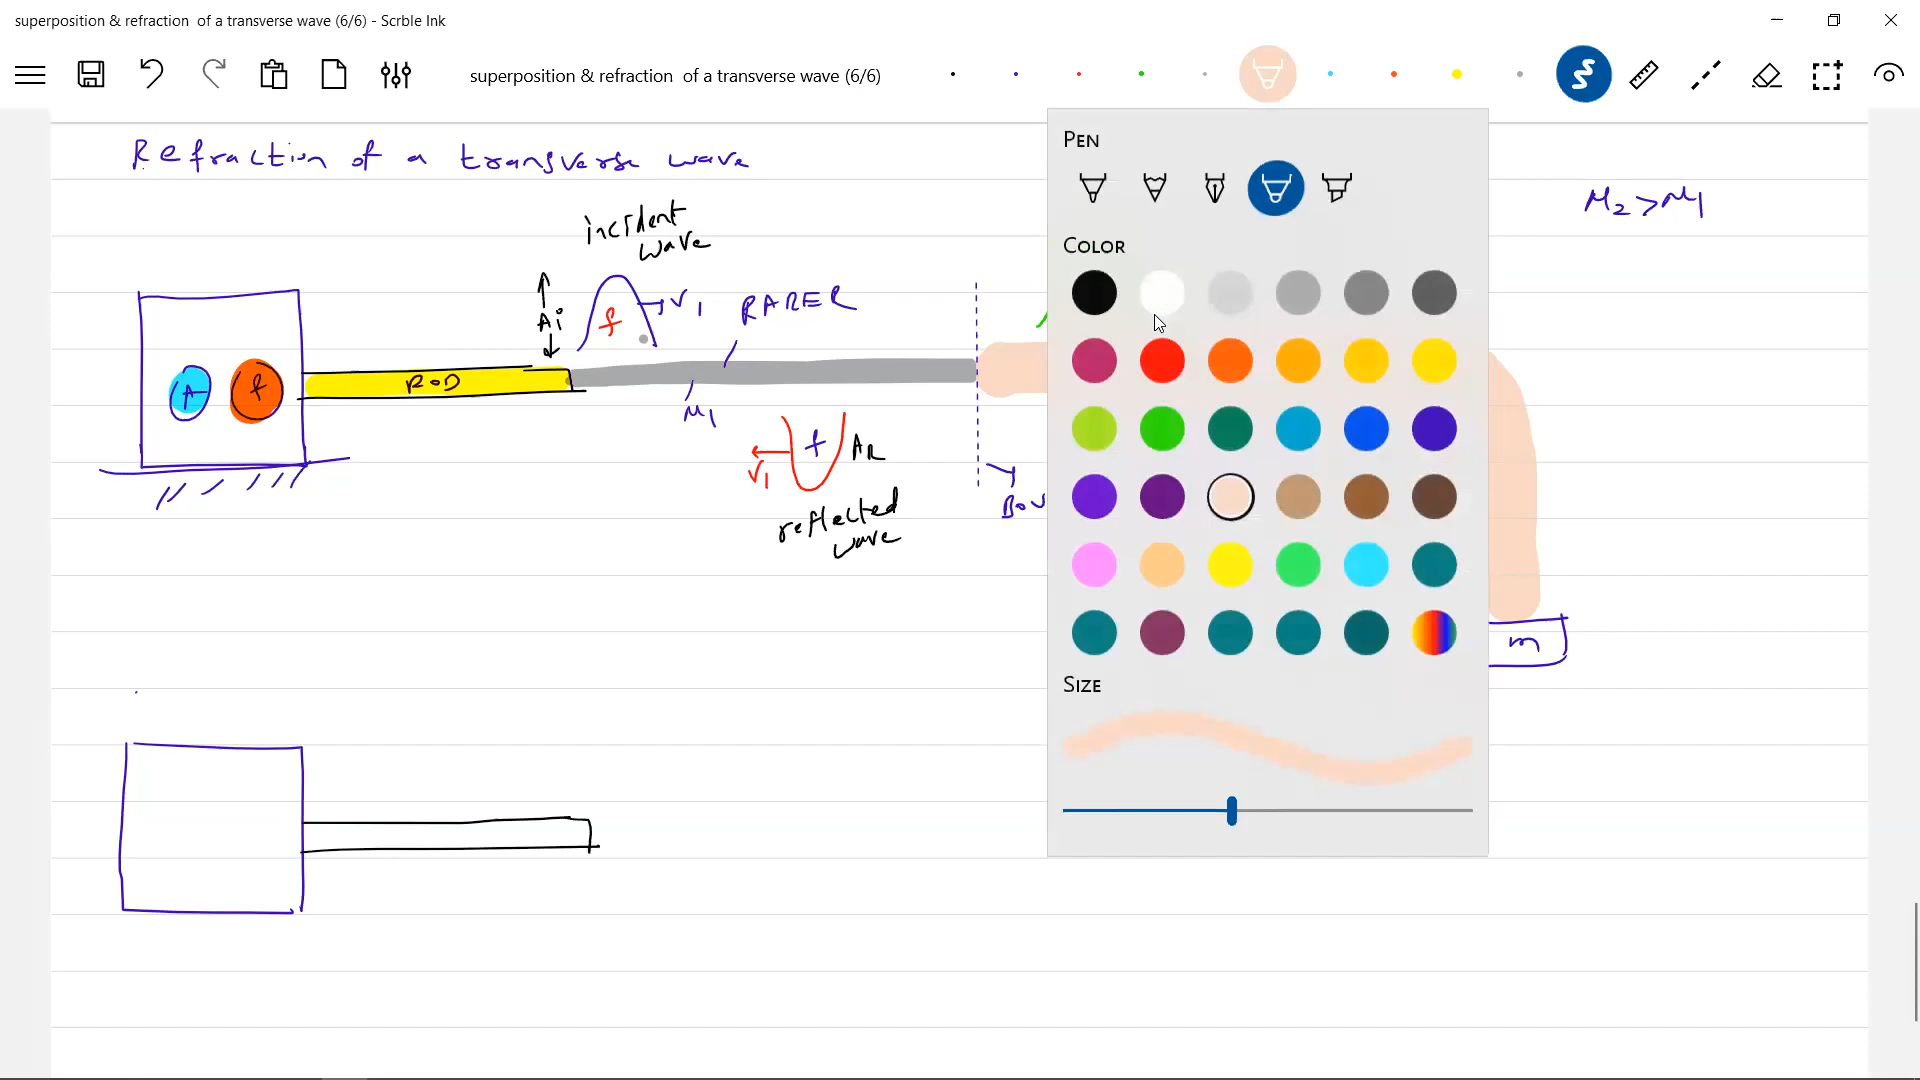 superposition & refraction of a transverse wave (6/6) - Scrble Ink
superposition & refraction of a transverse wave (6/6)
PEN
COLOR
SIZE
Refraction of a transverse wave
μ2 > μ1
incident
wave
Ai
f
V1
RARER
A
f
ROD
μ1
V1
f
AR
reflected
wave
BOU
m